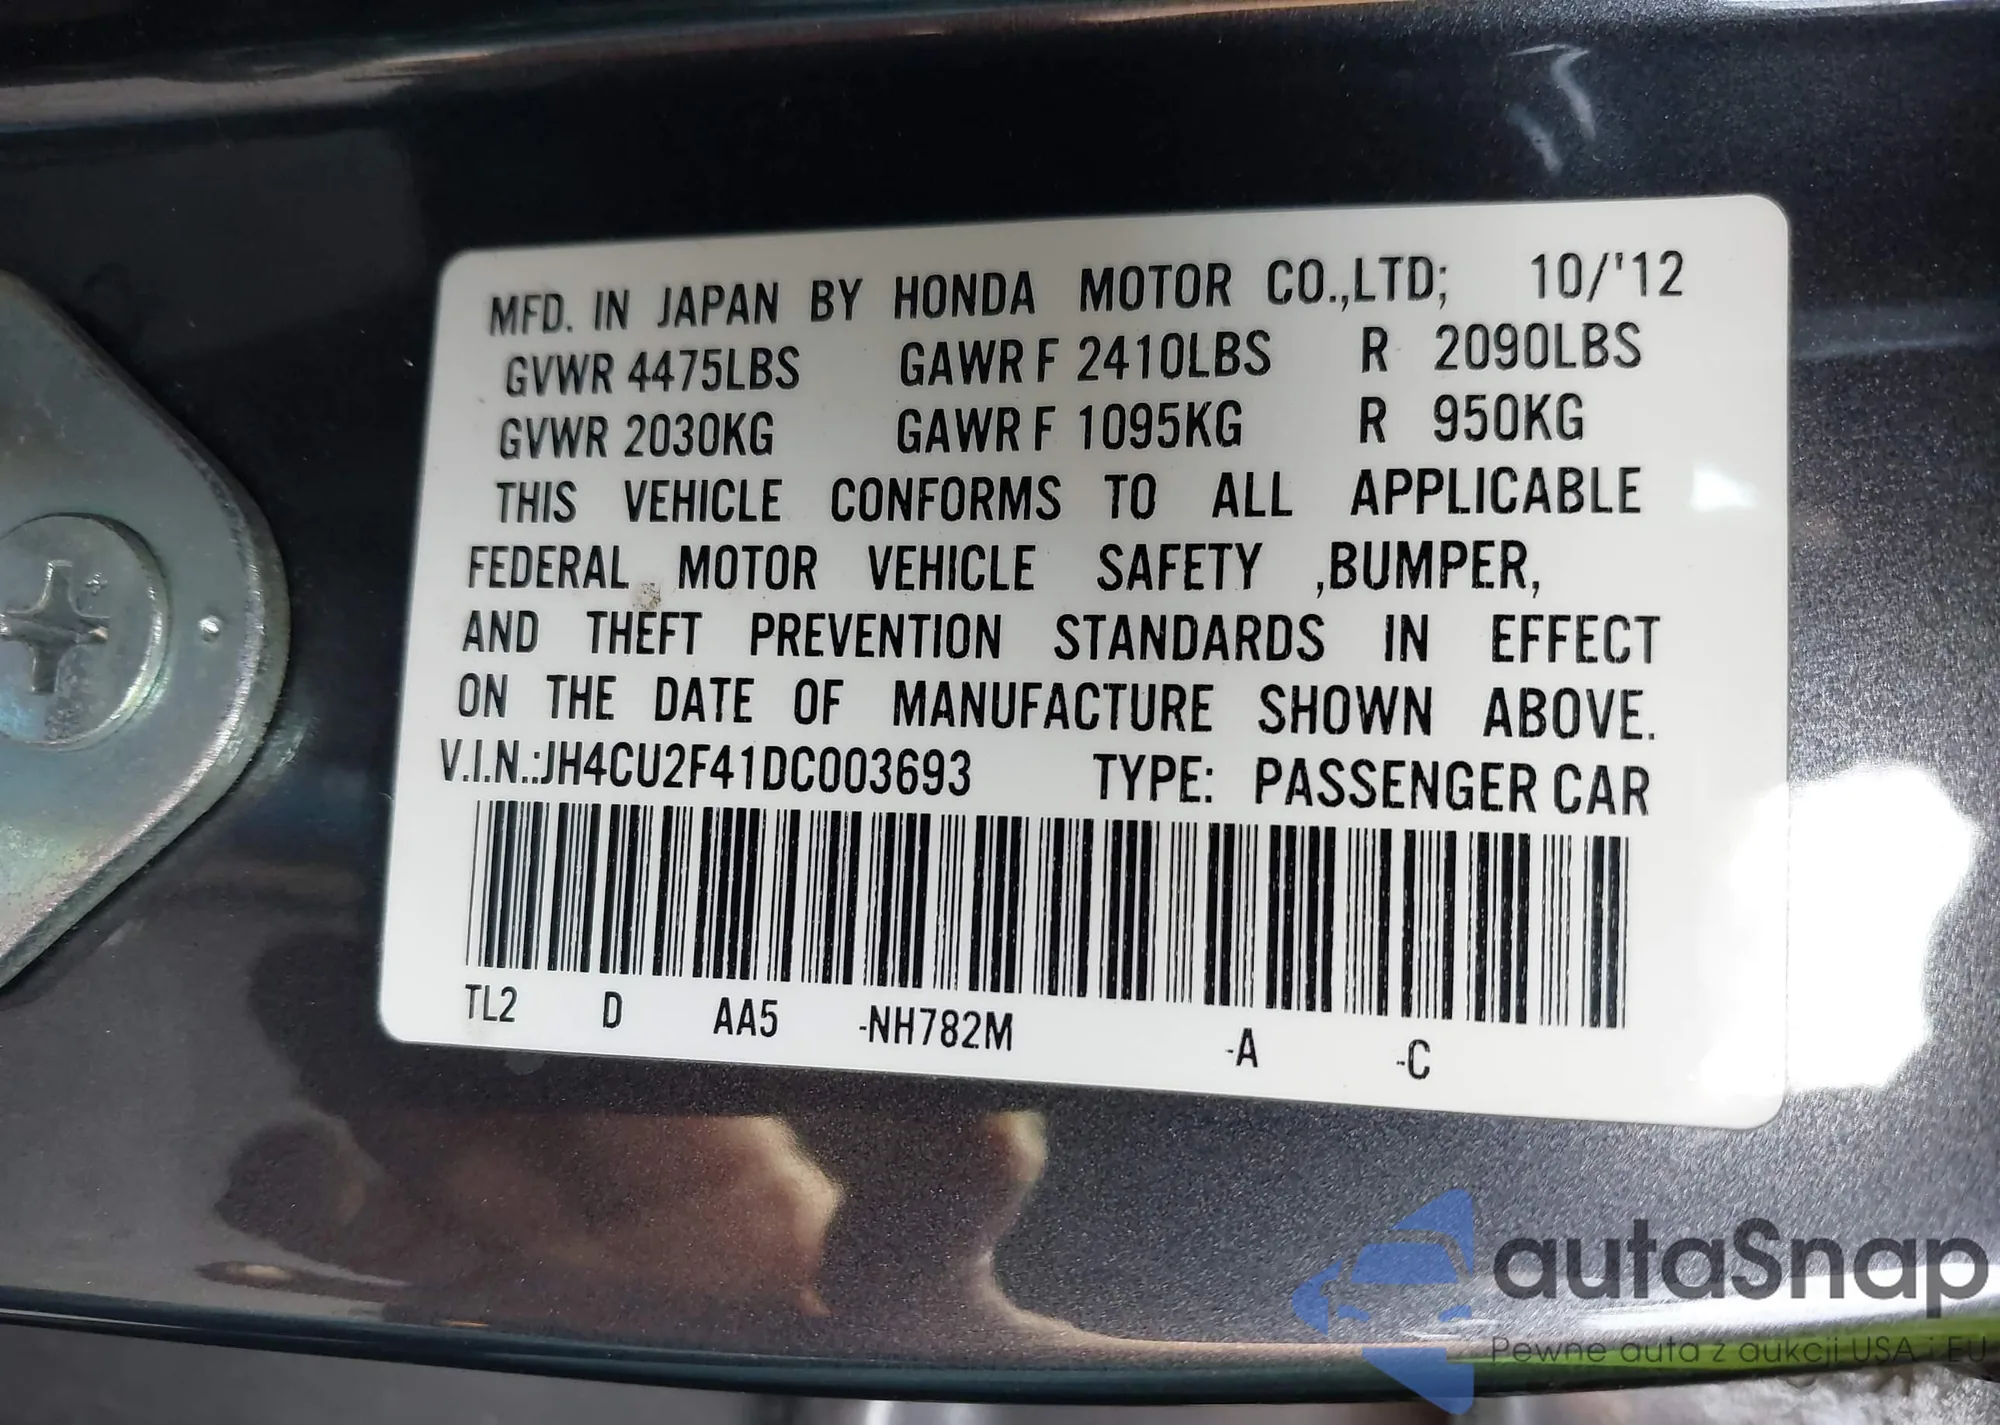 MFD. IN JAPAN BY HONDA MOTOR CO.,LTD; 10/'12
GVWR 4475LBS GAWR F 2410LBS R 2090LBS
GVWR 2030KG GAWR F 1095KG R 950KG
THIS VEHICLE CONFORMS TO ALL APPLICABLE
FEDERAL MOTOR VEHICLE SAFETY ,BUMPER,
AND THEFT PREVENTION STANDARDS IN EFFECT
ON THE DATE OF MANUFACTURE SHOWN ABOVE.
V.I.N.:JH4CU2F41DC003693 TYPE: PASSENGER CAR
TL2 D AA5 -NH782M -A -C
autaSnap
Pewne auta z aukcji USA i EU